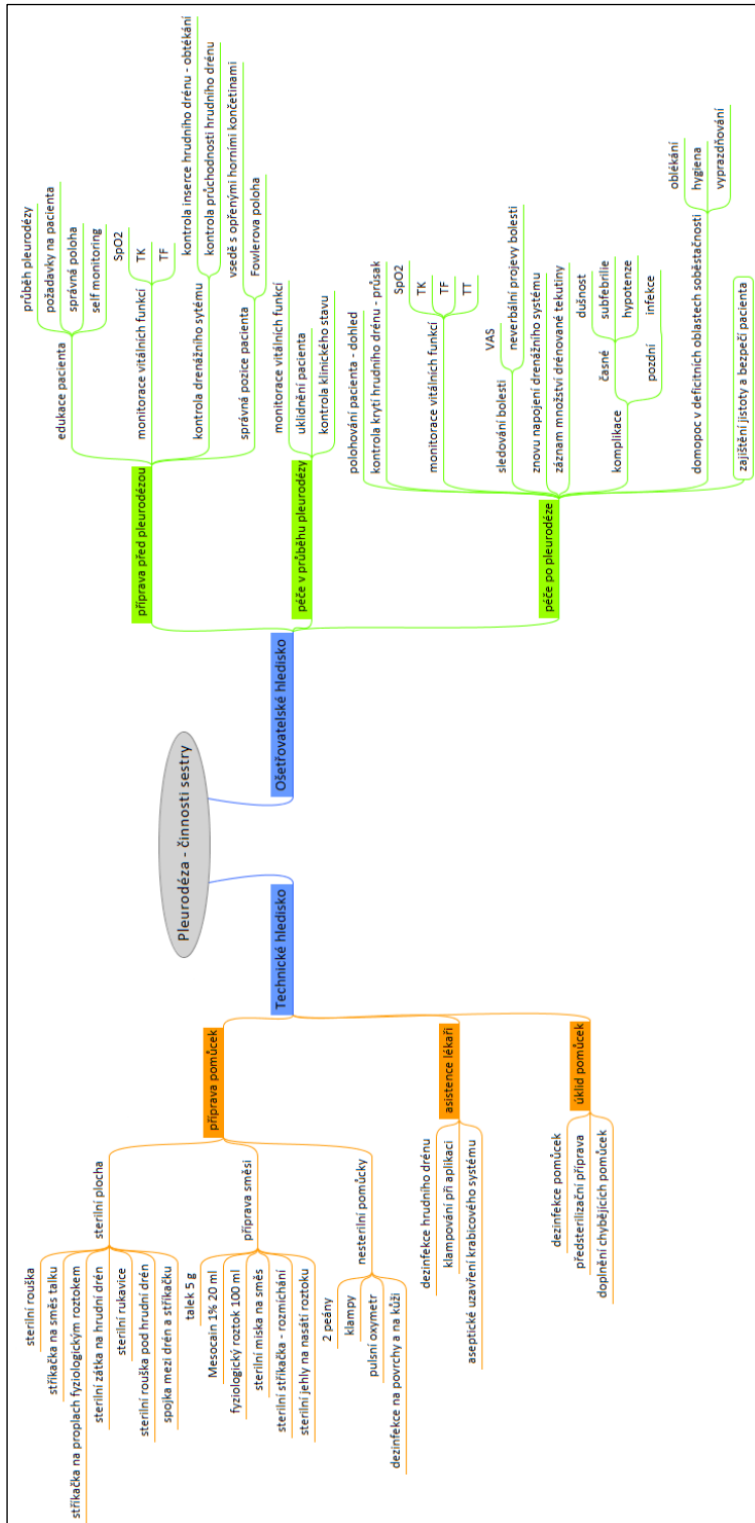 Pleurodéza - činnosti sestry
Technické hledisko
příprava pomůcek
sterilní plocha
sterilní rouška
stříkačka na směs talku
stříkačka na proplach fyziologickým roztokem
sterilní zátka na hrudní drén
sterilní rukavice
sterilní rouška pod hrudní drén
spojka mezi drén a stříkačku
příprava směsi
talek 5 g
Mesocain 1% 20 ml
fyziologický roztok 100 ml
sterilní miska na směs
sterilní stříkačka - rozmíchání
sterilní jehly na nasátí roztoku
nesterilní pomůcky
2 peány
klampy
pulsní oxymetr
dezinfekce na povrchy a na kůži
asistence lékaři
dezinfekce hrudního drénu
klampování při aplikaci
aseptické uzavření krabicového systému
úklid pomůcek
dezinfekce pomůcek
předsterilizační příprava
doplnění chybějících pomůcek
Ošetřovatelské hledisko
příprava před pleurodézou
edukace pacienta
průběh pleurodézy
požadavky na pacienta
správná poloha
self monitoring
monitorace vitálních funkcí
SpO2
TK
TF
kontrola drenážního sytému
kontrola inserce hrudního drénu - obtékání
kontrola průchodnosti hrudního drénu
správná pozice pacienta
vsedě s opřenými horními končetinami
Fowlerova poloha
péče v průběhu pleurodézy
monitorace vitálních funkcí
uklidnění pacienta
kontrola klinického stavu
péče po pleurodéze
polohování pacienta - dohled
kontrola krytí hrudního drénu - průsak
monitorace vitálních funkcí
SpO2
TK
TF
TT
sledování bolesti
VAS
neverbální projevy bolesti
znovu napojení drenážního systému
záznam množství drénované tekutiny
komplikace
časné
dušnost
subfebrilie
hypotenze
pozdní
infekce
domopoc v deficitních oblastech soběstačnosti
oblékání
hygiena
vyprazdňování
zajištění jistoty a bezpečí pacienta